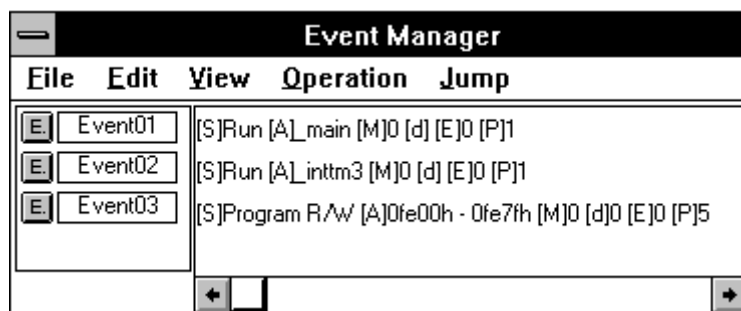 Event Manager
File Edit View Operation Jump
E. Event01 [S]Run [A]_main [M]0 [d] [E]0 [P]1
E. Event02 [S]Run [A]_inttm3 [M]0 [d] [E]0 [P]1
E. Event03 [S]Program R/W [A]0fe00h - 0fe7fh [M]0 [d]0 [E]0 [P]5